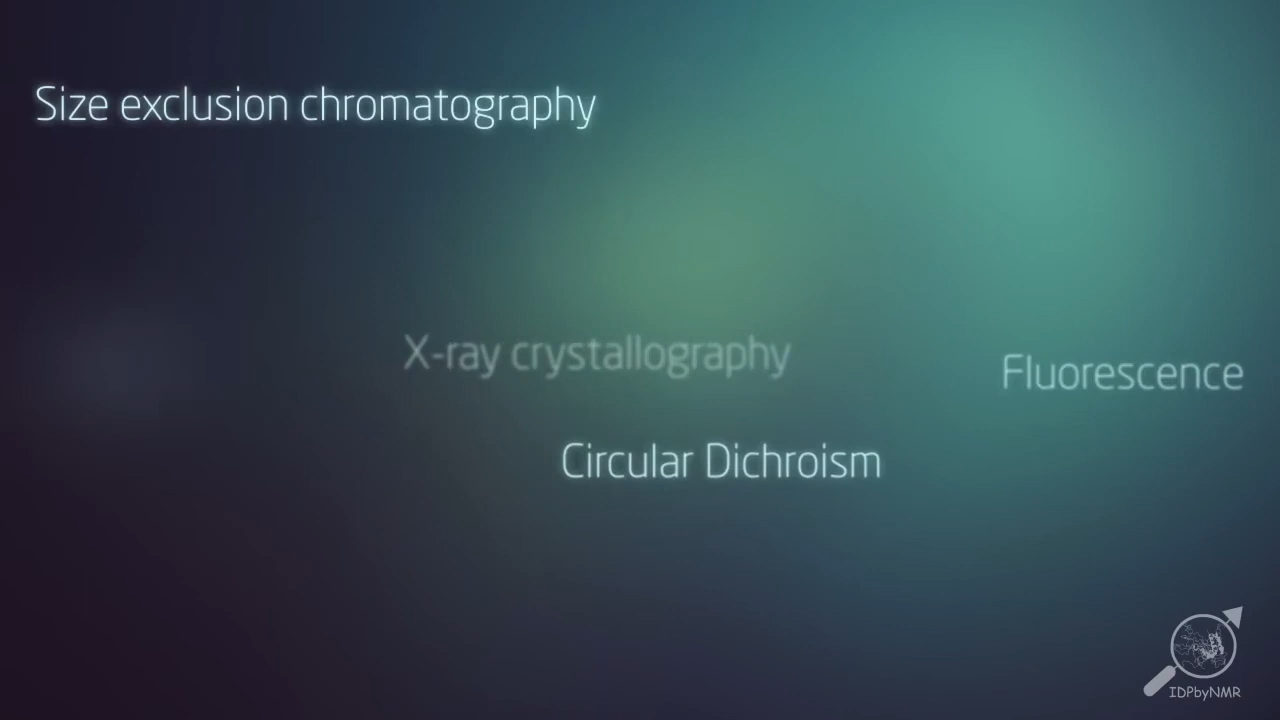 Size exclusion chromatography
X-ray crystallography
Fluorescence
Circular Dichroism
IDPbyNMR